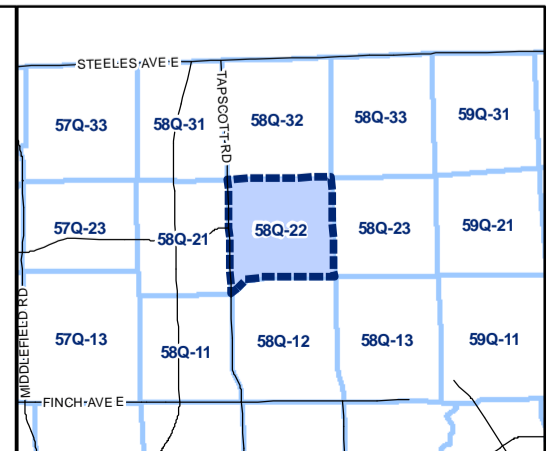 STEELES AVE E
TAPSCOTT RD
57Q-33
58Q-31
58Q-32
58Q-33
59Q-31
57Q-23
58Q-21
58Q-22
58Q-23
59Q-21
MIDDLEFIELD RD
57Q-13
58Q-11
58Q-12
58Q-13
59Q-11
FINCH AVE E